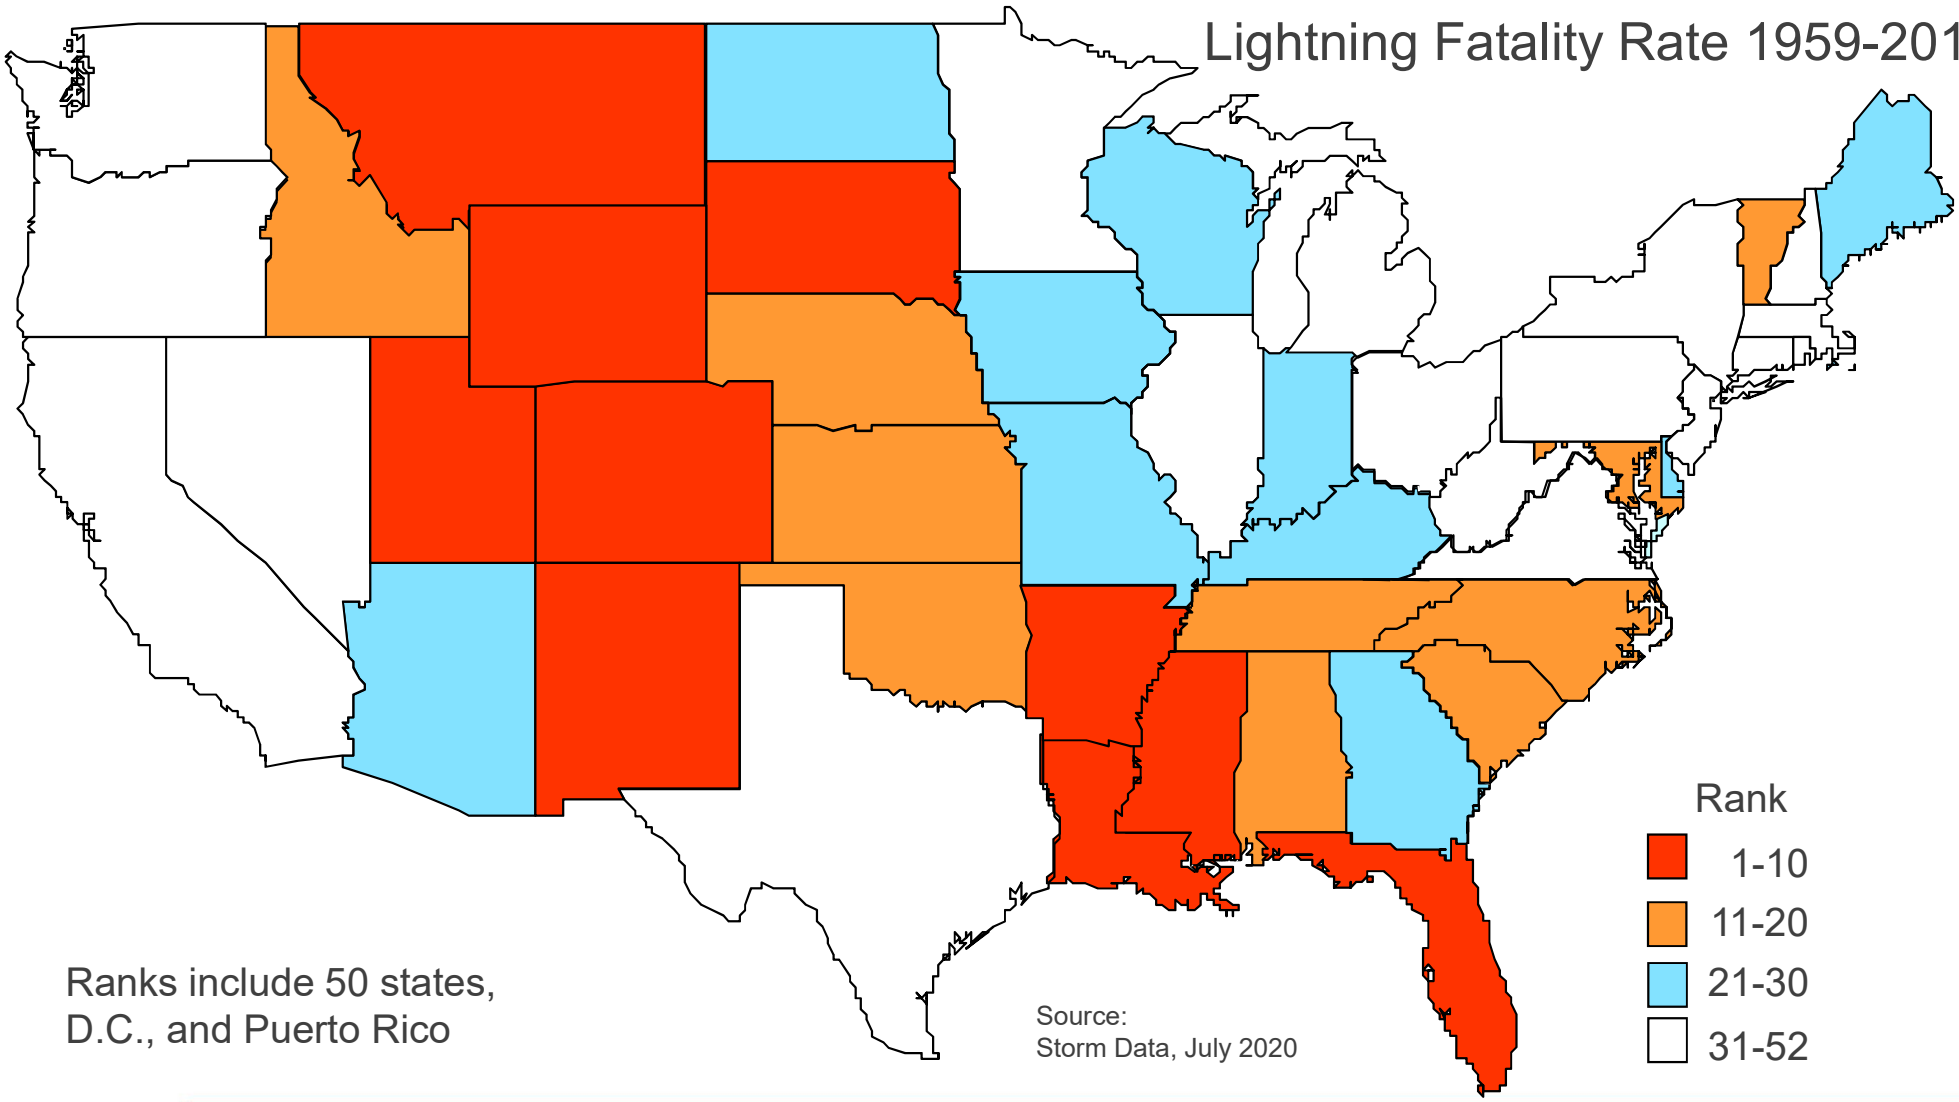 Lightning Fatality Rate 1959-201
Rank
1-10
11-20
21-30
31-52
Ranks include 50 states,
D.C., and Puerto Rico
Source:
Storm Data, July 2020